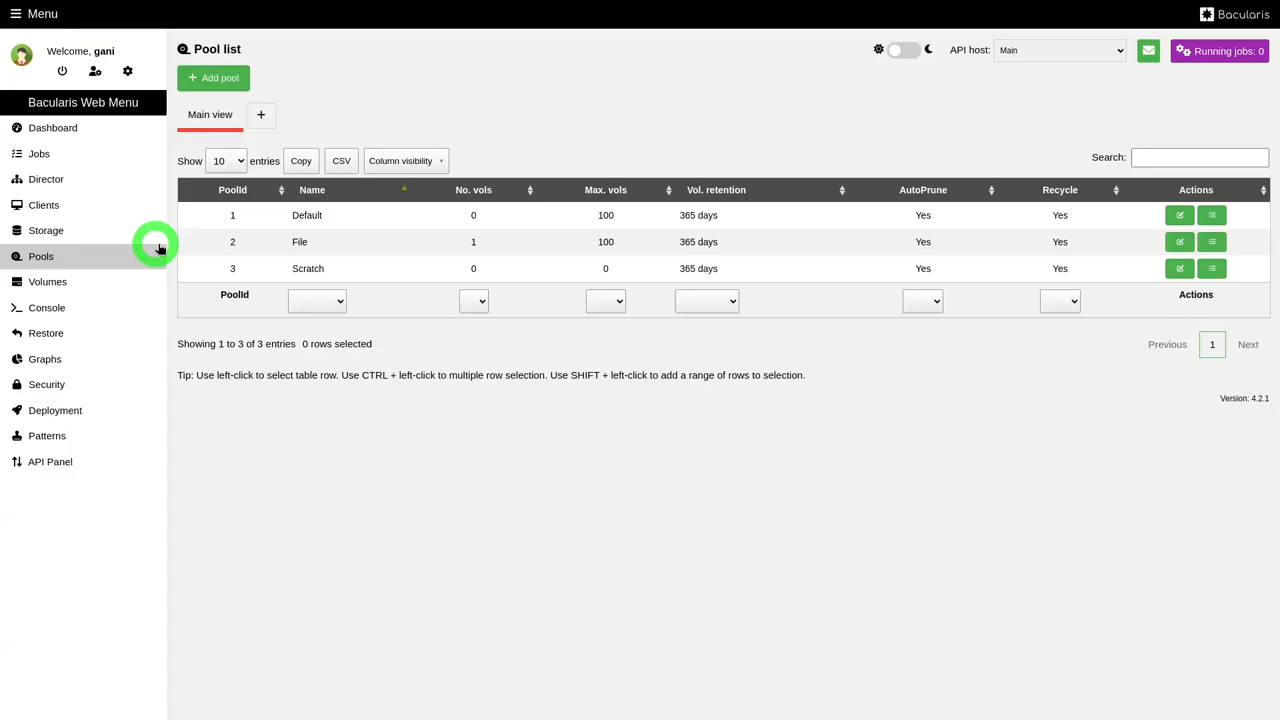 Menu
Bacularis
Welcome, gani
Bacularis Web Menu
Dashboard
Jobs
Director
Clients
Storage
Pools
Volumes
Console
Restore
Graphs
Security
Deployment
Patterns
API Panel
Pool list
API host: Main
Running jobs: 0
+ Add pool
Main view +
Show 10 entries Copy CSV Column visibility
Search:
PoolId Name No. vols Max. vols Vol. retention AutoPrune Recycle Actions
1 Default 0 100 365 days Yes Yes
2 File 1 100 365 days Yes Yes
3 Scratch 0 0 365 days Yes Yes
PoolId Actions
Showing 1 to 3 of 3 entries 0 rows selected
Previous 1 Next
Tip: Use left-click to select table row. Use CTRL + left-click to multiple row selection. Use SHIFT + left-click to add a range of rows to selection.
Version: 4.2.1